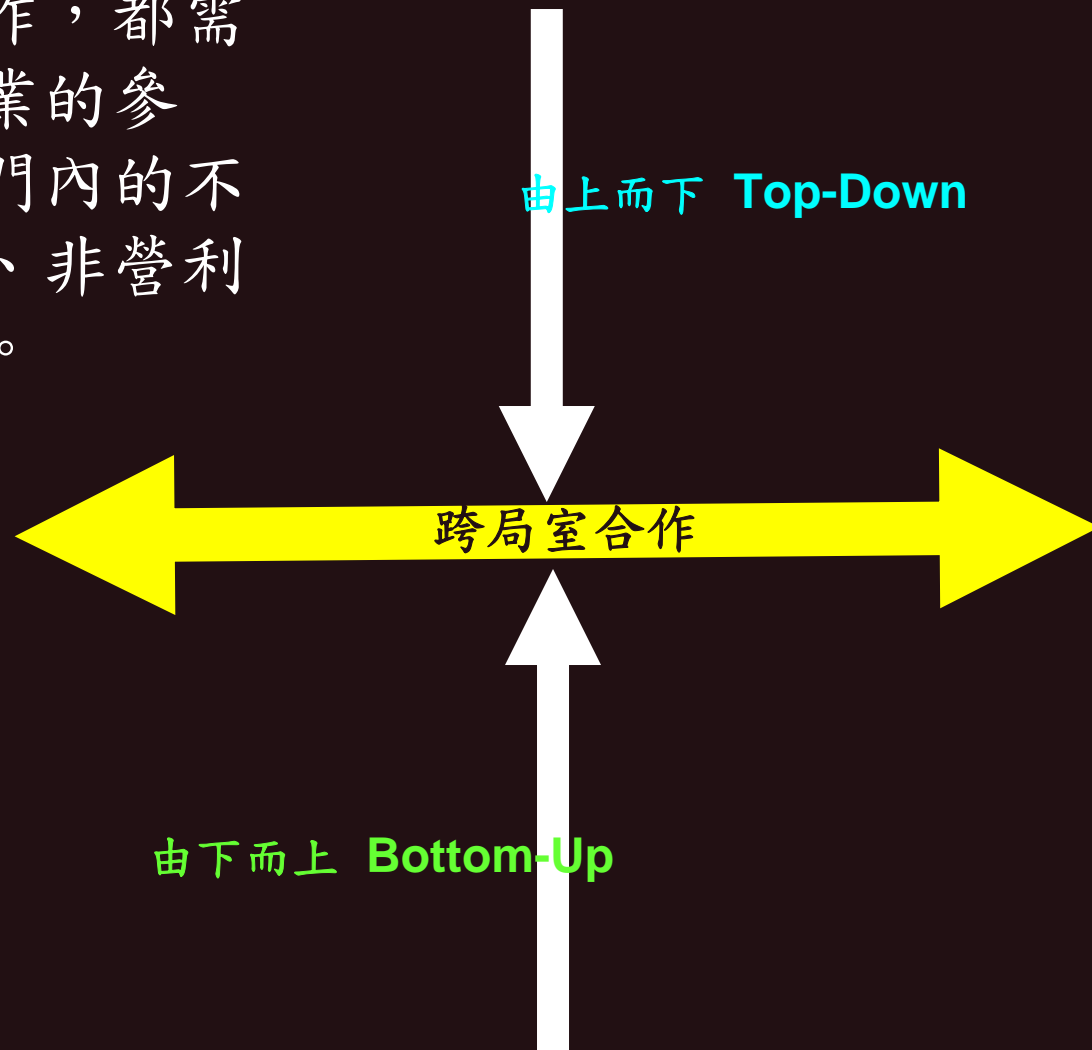 作，都需
業的參
門內的不
、非營利
。
由上而下 Top-Down
跨局室合作
由下而上 Bottom-Up